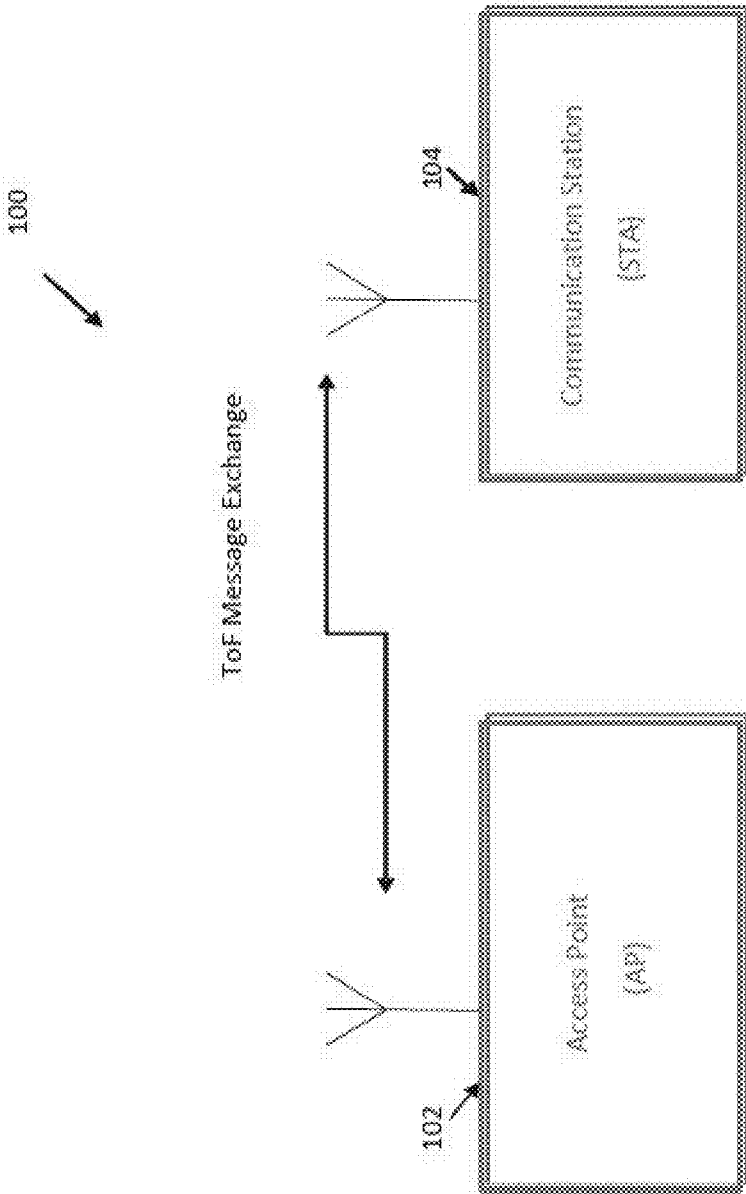 100
ToF Message Exchange
102
104
Access Point
(AP)
Communication Station
(STA)